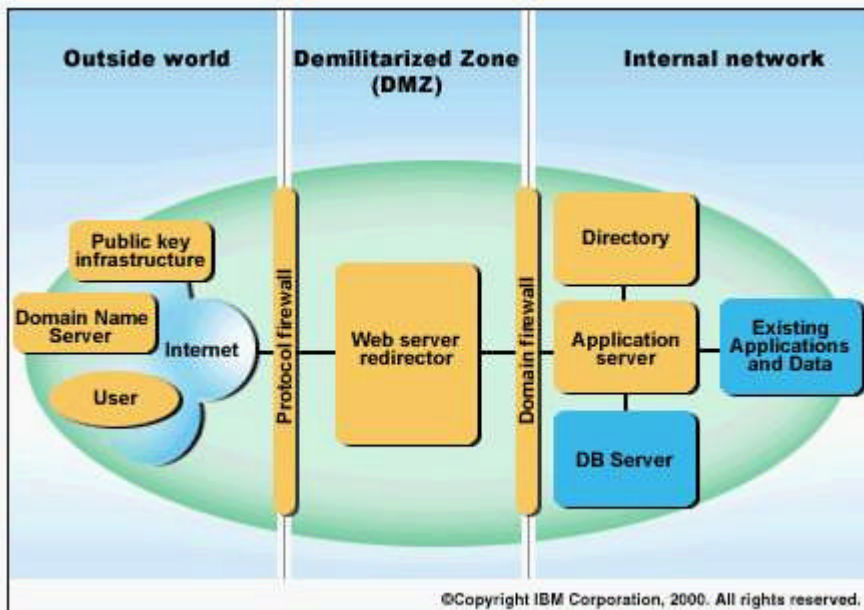 Outside world
Demilitarized Zone
(DMZ)
Internal network
Public key
infrastructure
Domain Name
Server
Internet
User
Protocol firewall
Web server
redirector
Domain firewall
Directory
Application
server
Existing
Applications
and Data
DB Server
©Copyright IBM Corporation, 2000. All rights reserved.